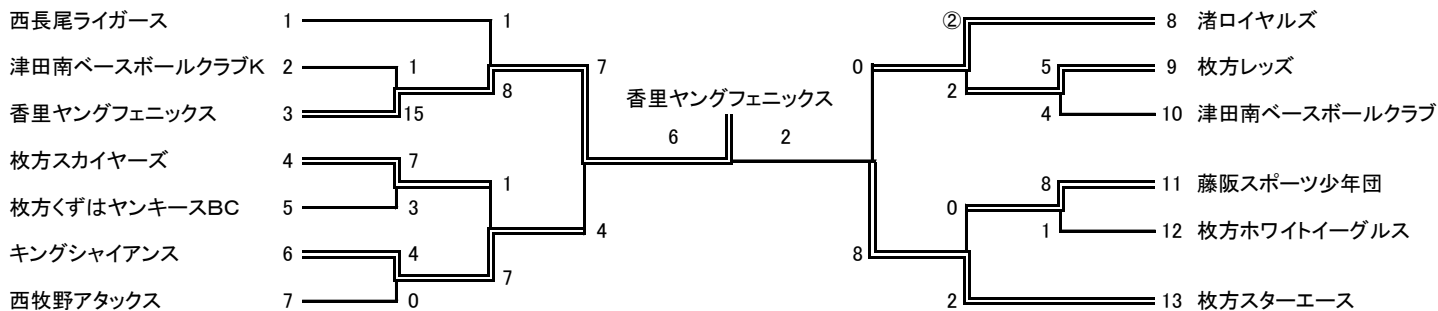 西長尾ライガース 1 1 ② 8 渚ロイヤルズ
津田南ベースボールクラブK 2 1 7 0 5 9 枚方レッズ
8 香里ヤングフェニックス 2
香里ヤングフェニックス 3 15 4 10 津田南ベースボールクラブ
6 2
枚方スカイヤーズ 4 7
1 8 11 藤阪スポーツ少年団
枚方くずはヤンキースBC 5 3 0
4 1 12 枚方ホワイトイーグルス
キングシャイアンス 6 4 8
7
西牧野アタックス 7 0 2 13 枚方スターエース